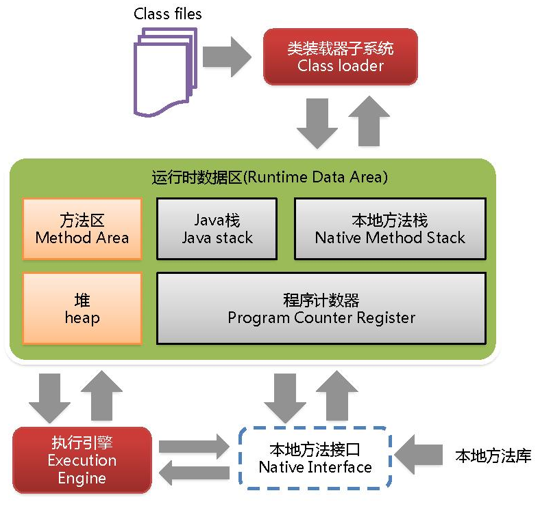 Class files
类装载器子系统
Class loader
运行时数据区(Runtime Data Area)
方法区
Method Area
Java栈
Java stack
本地方法栈
Native Method Stack
堆
heap
程序计数器
Program Counter Register
执行引擎
Execution
Engine
本地方法接口
Native Interface
本地方法库